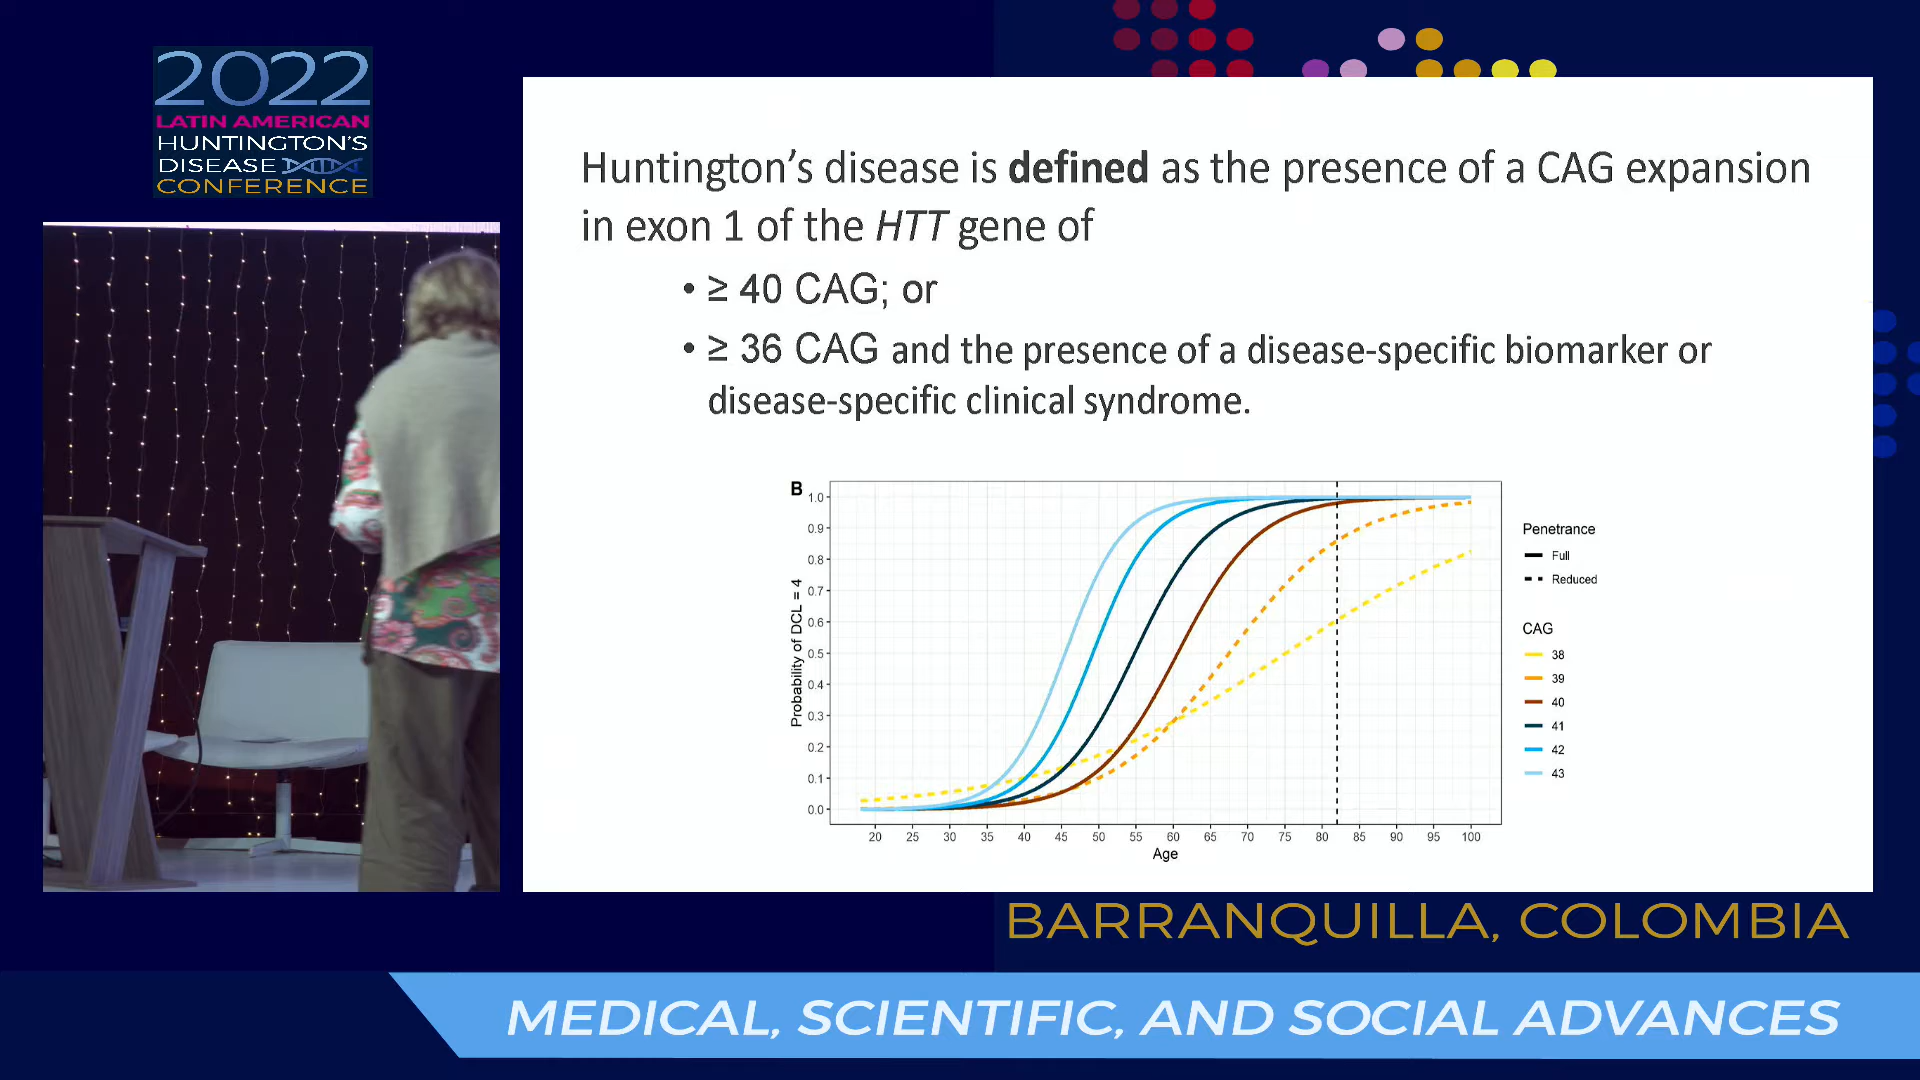 2022
LATIN AMERICAN
HUNTINGTON'S
DISEASE
CONFERENCE
Huntington’s disease is defined as the presence of a CAG expansion
in exon 1 of the HTT gene of
• ≥ 40 CAG; or
• ≥ 36 CAG and the presence of a disease-specific biomarker or
disease-specific clinical syndrome.
B
Probability of DCL = 4
1.0
0.9
0.8
0.7
0.6
0.5
0.4
0.3
0.2
0.1
0.0
20 25 30 35 40 45 50 55 60 65 70 75 80 85 90 95 100
Age
Penetrance
Full
Reduced
CAG
38
39
40
41
42
43
BARRANQUILLA, COLOMBIA
MEDICAL, SCIENTIFIC, AND SOCIAL ADVANCES